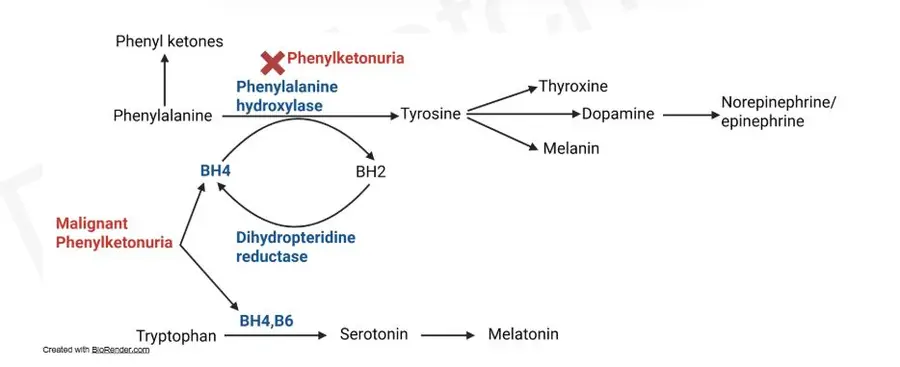 Phenyl ketones
Phenylketonuria
Phenylalanine
hydroxylase
Phenylalanine
Tyrosine
Thyroxine
Dopamine
Norepinephrine/
epinephrine
Melanin
BH4
BH2
Malignant
Phenylketonuria
Dihydropteridine
reductase
BH4,B6
Tryptophan
Serotonin
Melatonin
Created with BioRender.com